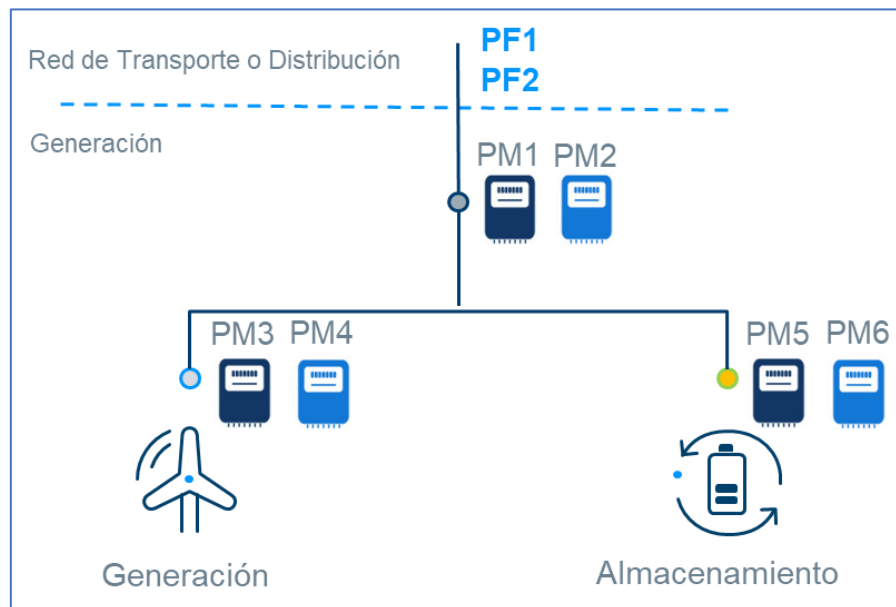 Red de Transporte o Distribución
PF1
PF2
Generación
PM1 PM2
PM3 PM4
PM5 PM6
Generación
Almacenamiento